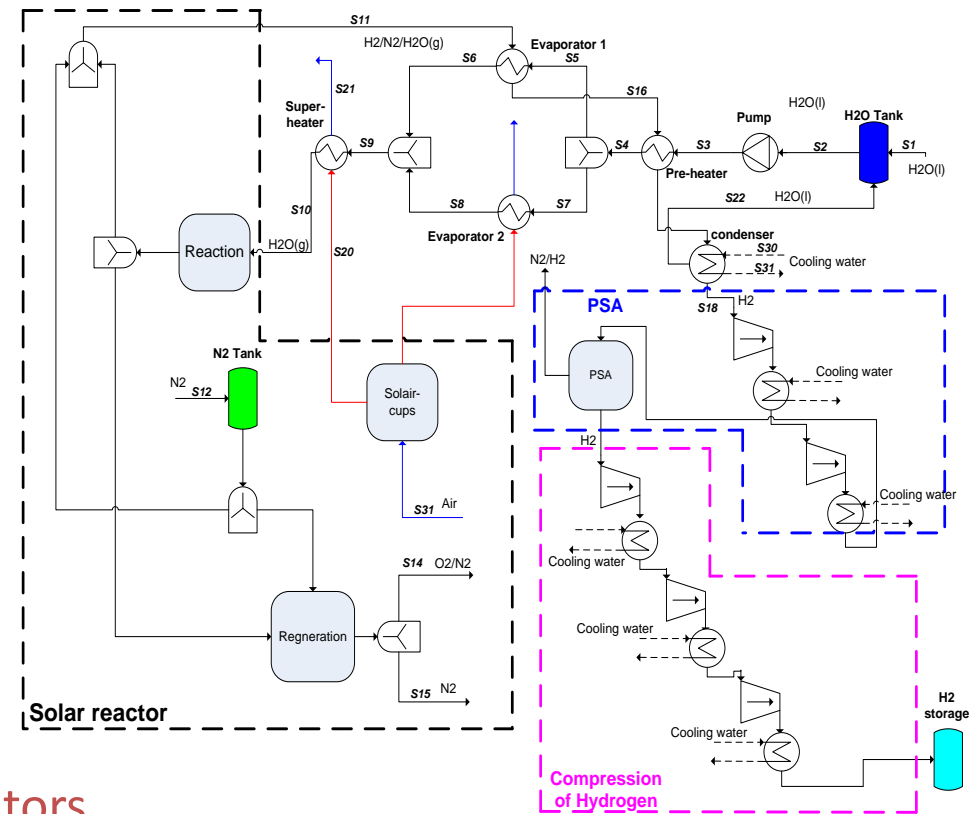 S11
H2/N2/H2O(g)
Evaporator 1
S6
S5
S21
S16
Super-
heater
Pump
H2O(l)
H2O Tank
S9
S4
S3
S2
S1
Pre-heater
H2O(l)
S10
S8
S7
S22
H2O(l)
Evaporator 2
condenser
Reaction
H2O(g)
S20
S30
Cooling water
S31
N2/H2
PSA
S18
H2
N2 Tank
N2
S12
Solair-
cups
PSA
Cooling water
H2
S31
Air
Cooling water
S14
O2/N2
Cooling water
Regneration
Cooling water
S15
N2
Solar reactor
H2
storage
Cooling water
Compression
of Hydrogen
tors